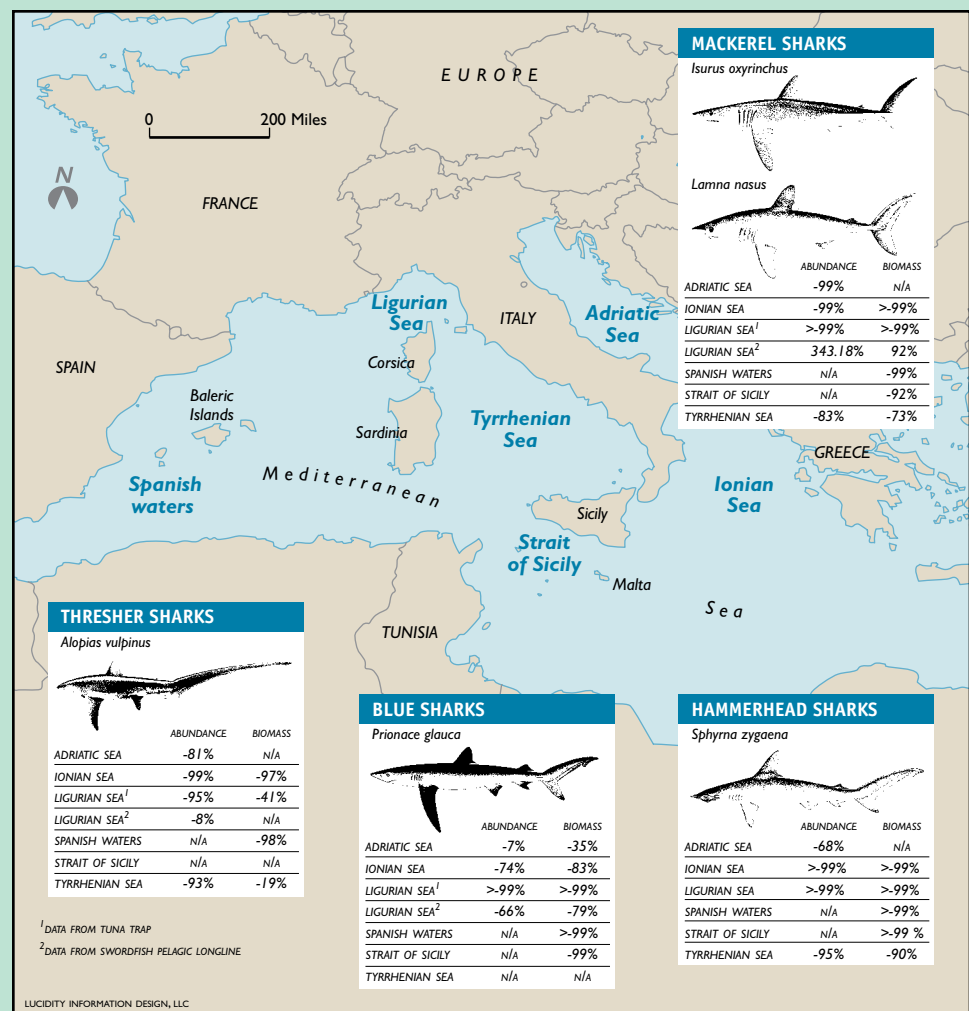 EUROPE
0 200 Miles
N
FRANCE
Ligurian
Sea
ITALY
Adriatic
Sea
SPAIN
Corsica
Baleric
Islands
Sardinia
Tyrrhenian
Sea
GREECE
Spanish
waters
Mediterranean
Ionian
Sea
Sicily
Strait
of Sicily
Malta
Sea
TUNISIA
MACKEREL SHARKS
Isurus oxyrinchus
Lamna nasus
ABUNDANCE BIOMASS
ADRIATIC SEA -99% N/A
IONIAN SEA -99% >-99%
LIGURIAN SEA1 >-99% >-99%
LIGURIAN SEA2 343.18% 92%
SPANISH WATERS N/A -99%
STRAIT OF SICILY N/A -92%
TYRRHENIAN SEA -83% -73%
THRESHER SHARKS
Alopias vulpinus
ABUNDANCE BIOMASS
ADRIATIC SEA -81% N/A
IONIAN SEA -99% -97%
LIGURIAN SEA1 -95% -41%
LIGURIAN SEA2 -8% N/A
SPANISH WATERS N/A -98%
STRAIT OF SICILY N/A N/A
TYRRHENIAN SEA -93% -19%
BLUE SHARKS
Prionace glauca
ABUNDANCE BIOMASS
ADRIATIC SEA -7% -35%
IONIAN SEA -74% -83%
LIGURIAN SEA1 >-99% >-99%
LIGURIAN SEA2 -66% -79%
SPANISH WATERS N/A >-99%
STRAIT OF SICILY N/A -99%
TYRRHENIAN SEA N/A N/A
HAMMERHEAD SHARKS
Sphyrna zygaena
ABUNDANCE BIOMASS
ADRIATIC SEA -68% N/A
IONIAN SEA >-99% >-99%
LIGURIAN SEA >-99% >-99%
SPANISH WATERS N/A >-99%
STRAIT OF SICILY N/A >-99 %
TYRRHENIAN SEA -95% -90%
1DATA FROM TUNA TRAP
2DATA FROM SWORDFISH PELAGIC LONGLINE
LUCIDITY INFORMATION DESIGN, LLC